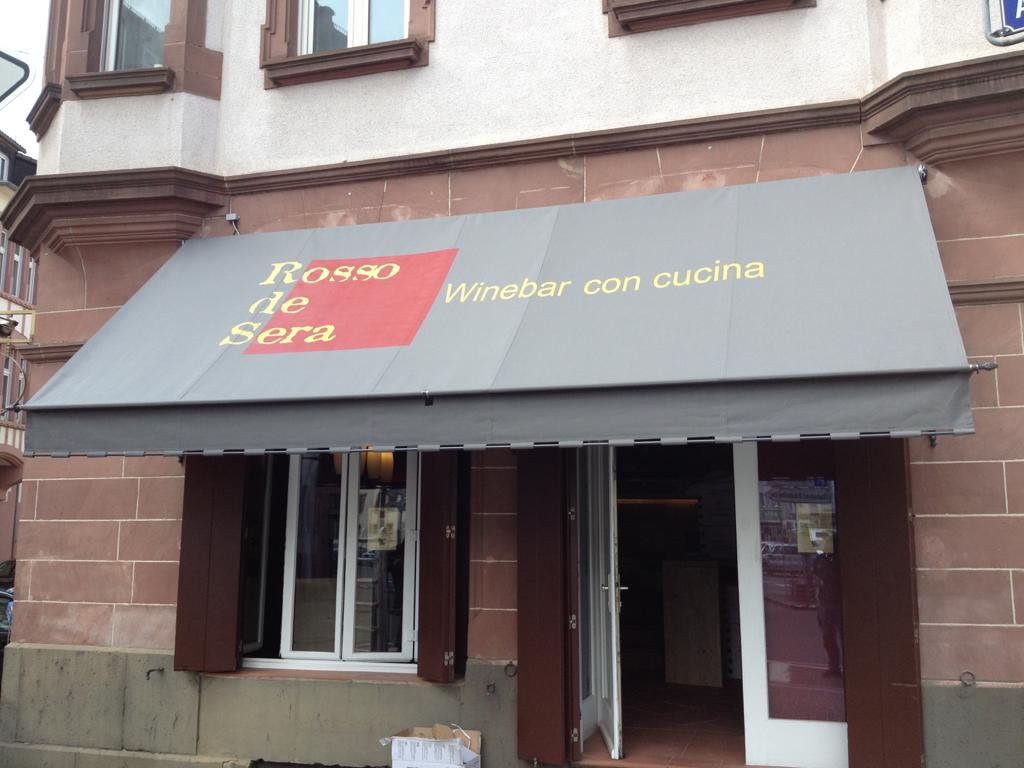 Rosso
de
Sera
Winebar con cucina